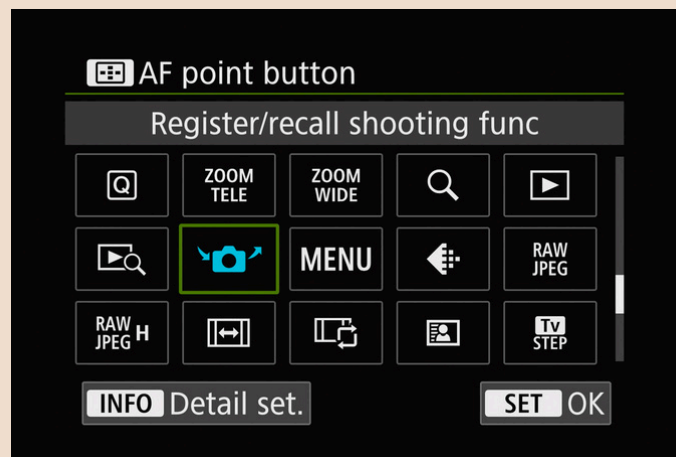 AF point button
Register/recall shooting func
Q
ZOOM TELE
ZOOM WIDE
MENU
RAW JPEG
RAW JPEG H
Tv STEP
INFO Detail set.
SET OK